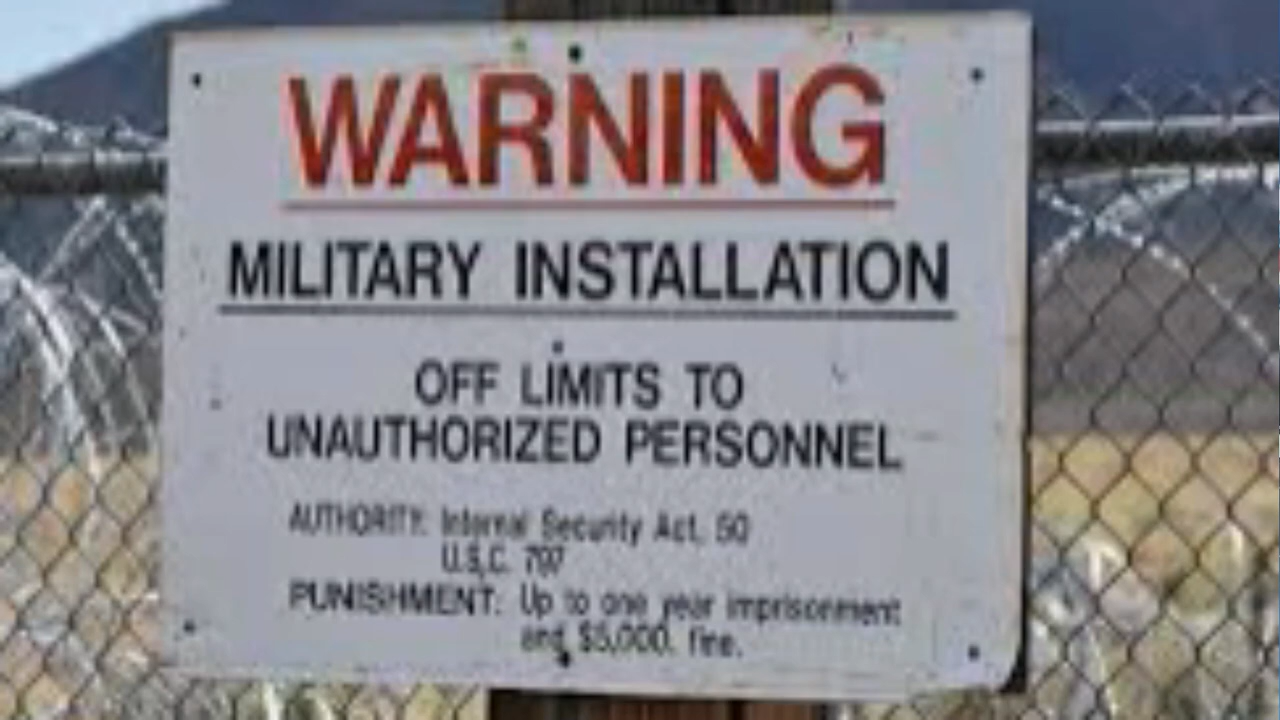 WARNING
MILITARY INSTALLATION
OFF LIMITS TO
UNAUTHORIZED PERSONNEL
AUTHORITY: Internal Security Act, 50
U.S.C. 797
PUNISHMENT: Up to one year imprisonment
and $5,000. fine.